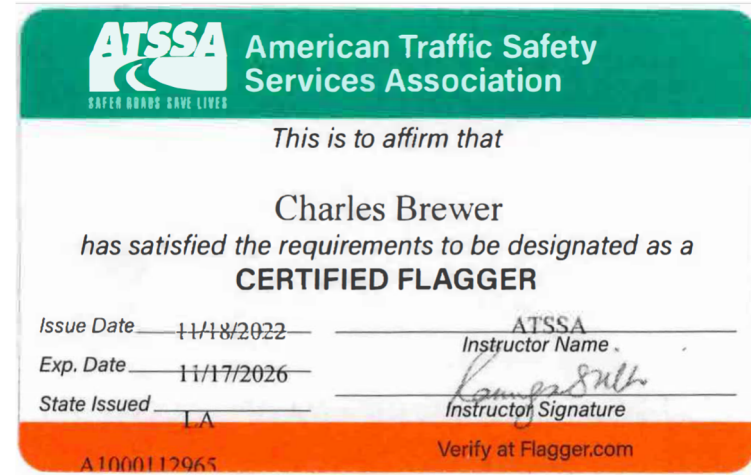 ATSSA
SAFER ROADS SAVE LIVES
American Traffic Safety
Services Association
This is to affirm that
Charles Brewer
has satisfied the requirements to be designated as a
CERTIFIED FLAGGER
Issue Date 11/18/2022
ATSSA
Instructor Name
Exp. Date 11/17/2026
State Issued LA
Instructor Signature
A1000112965
Verify at Flagger.com